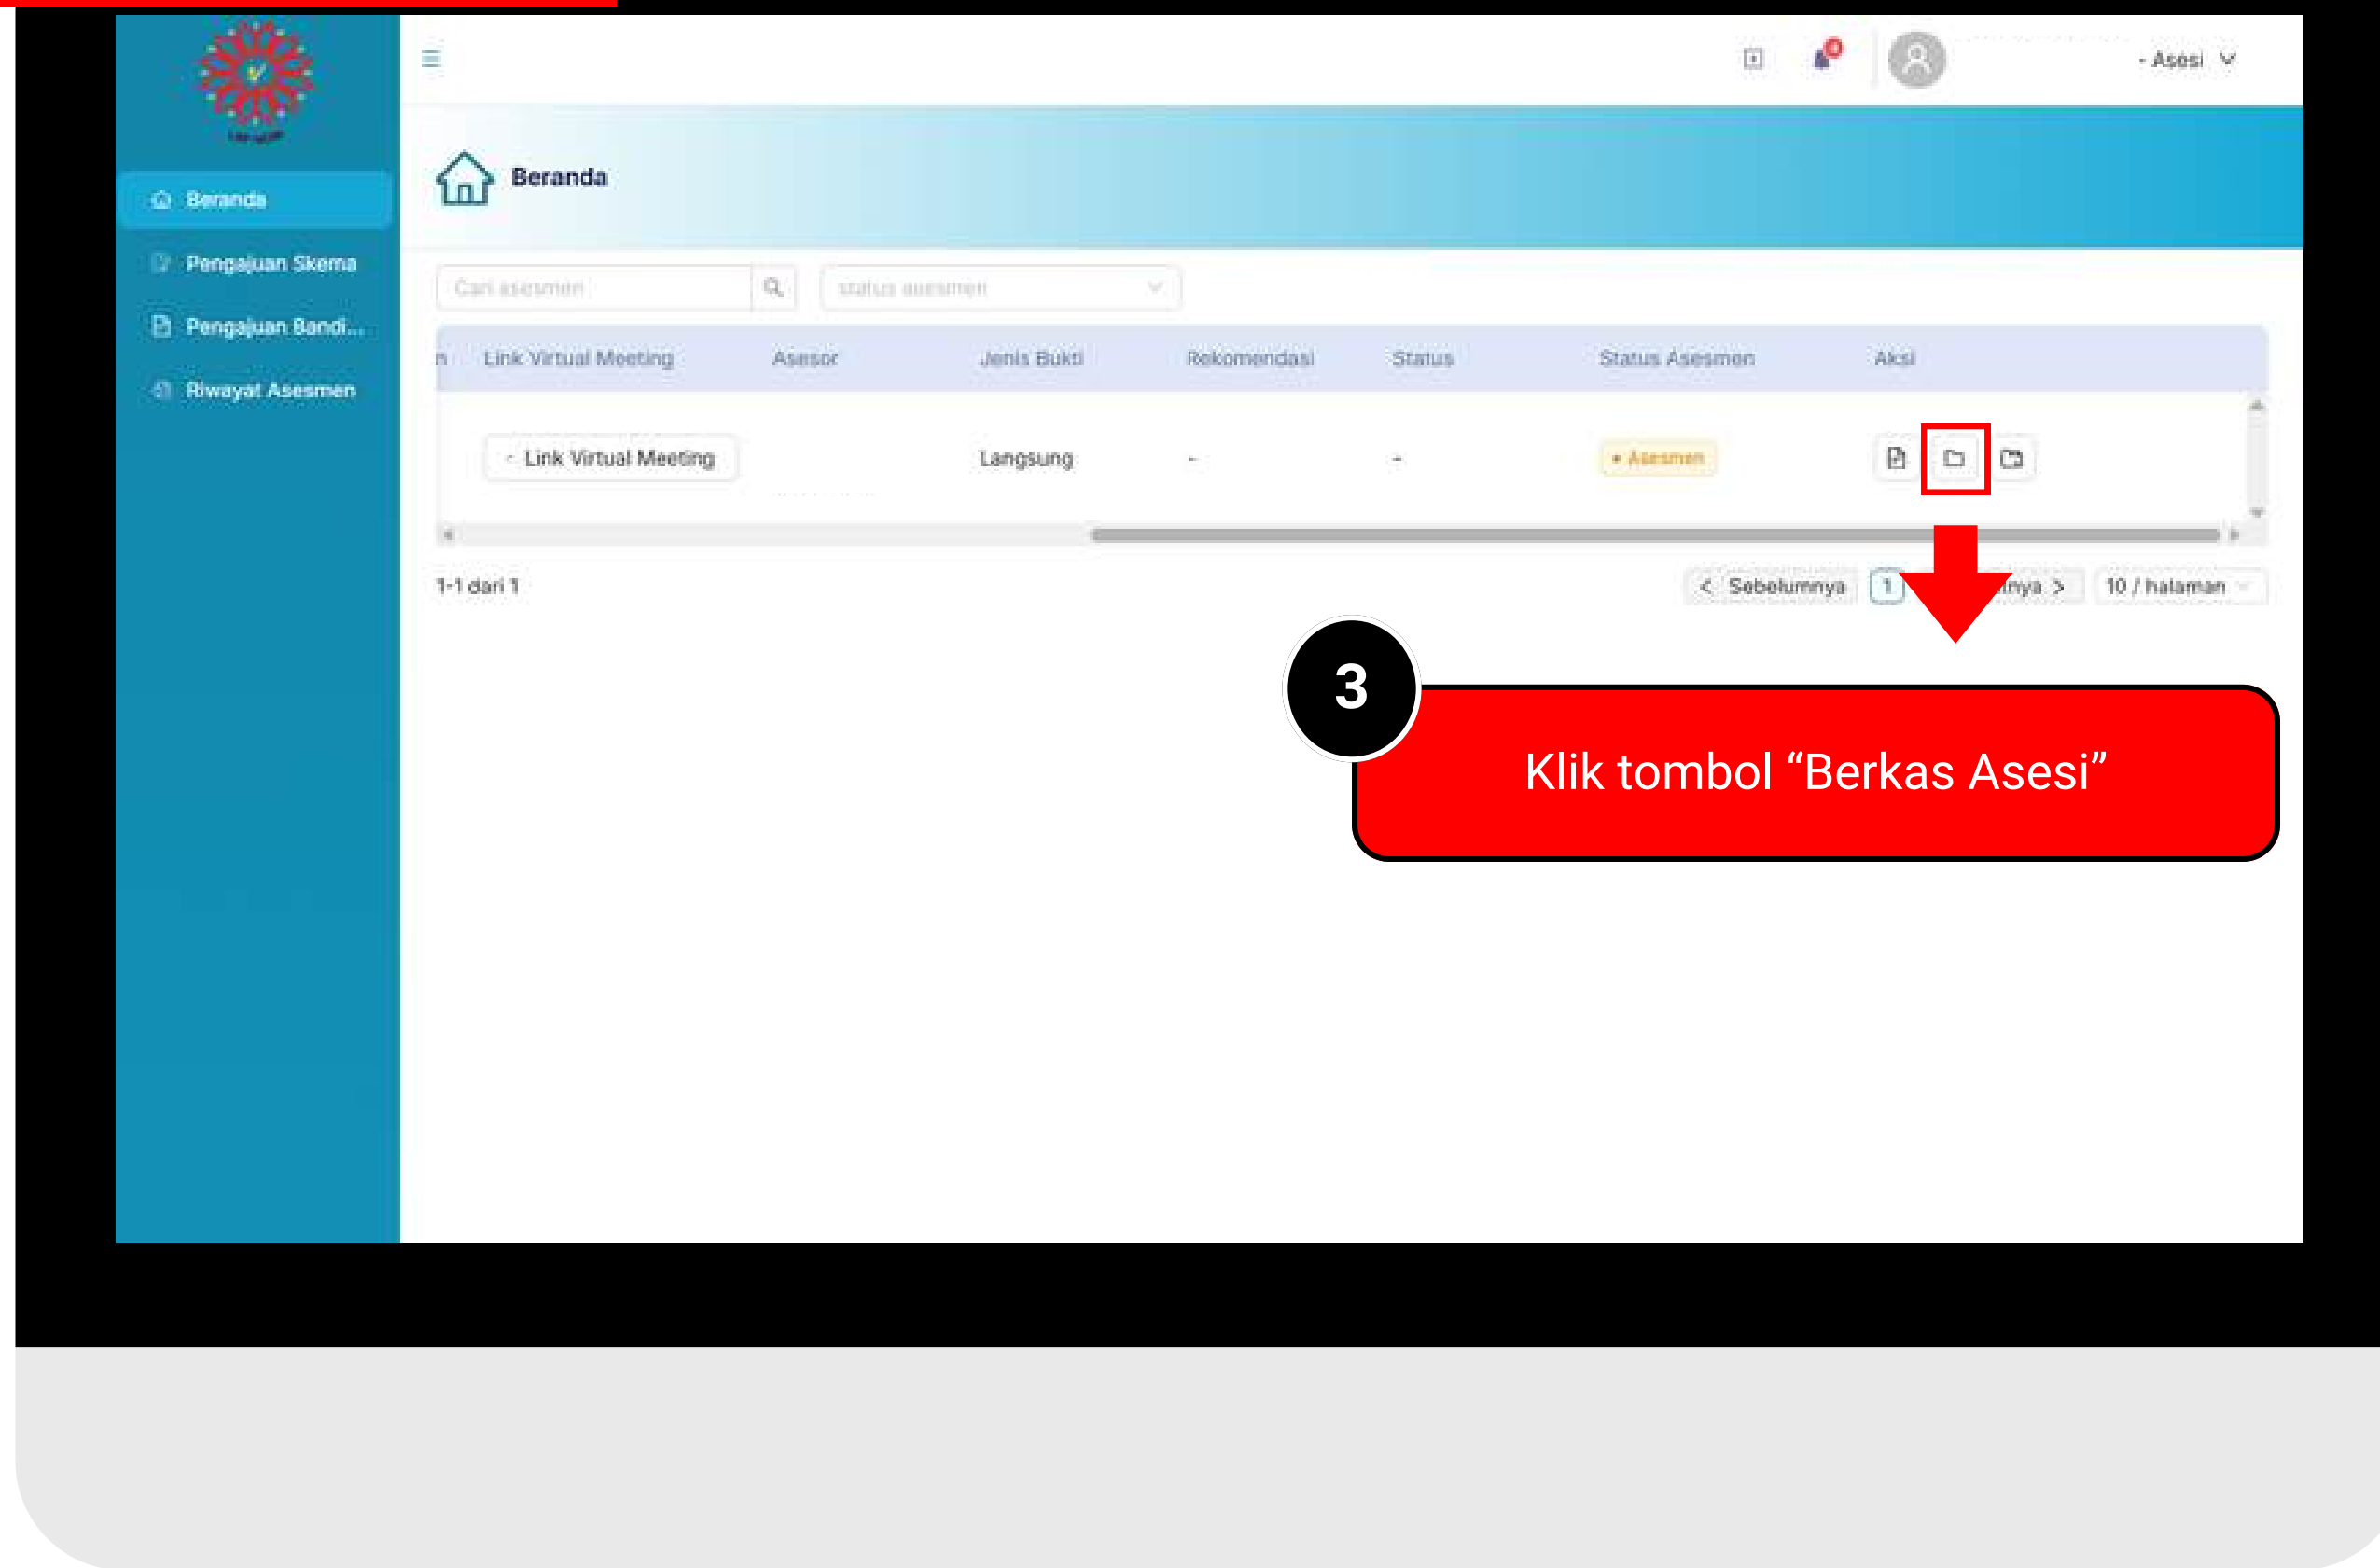 - Asesi
Beranda
Beranda
Pengajuan Skema
Pengajuan Bandi...
Riwayat Asesmen
Cari asesmen
status asesmen
n Link Virtual Meeting Asesor Jenis Bukti Rekomendasi Status Status Asesmen Aksi
Link Virtual Meeting Langsung - - • Asesmen
1-1 dari 1
< Sebelumnya 1 nya > 10 / halaman
3
Klik tombol “Berkas Asesi”